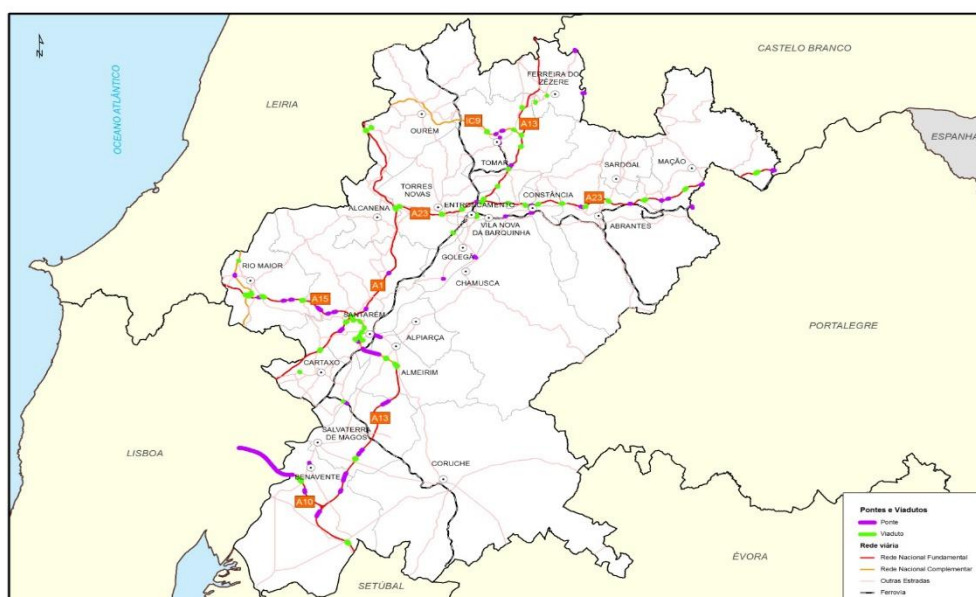 N
OCEANO ATLÂNTICO
LEIRIA
CASTELO BRANCO
ESPANHA
FERREIRA DO
ZÊZERE
OURÉM
IC9
A13
TOMAR
SARDOAL
MAÇÃO
TORRES
NOVAS
CONSTÂNCIA
ENTRONCAMENTO
A23
A23
ALCANENA
VILA NOVA
DA BARQUINHA
ABRANTES
GOLEGÃ
CHAMUSCA
RIO MAIOR
A1
A15
SANTARÉM
ALPIARÇA
PORTALEGRE
CARTAXO
ALMEIRIM
A13
SALVATERRA
DE MAGOS
LISBOA
CORUCHE
BENAVENTE
A10
ÉVORA
SETÚBAL
Pontes e Viadutos
Ponte
Viaduto
Rede viária
Rede Nacional Fundamental
Rede Nacional Complementar
Outras Estradas
Ferrovia